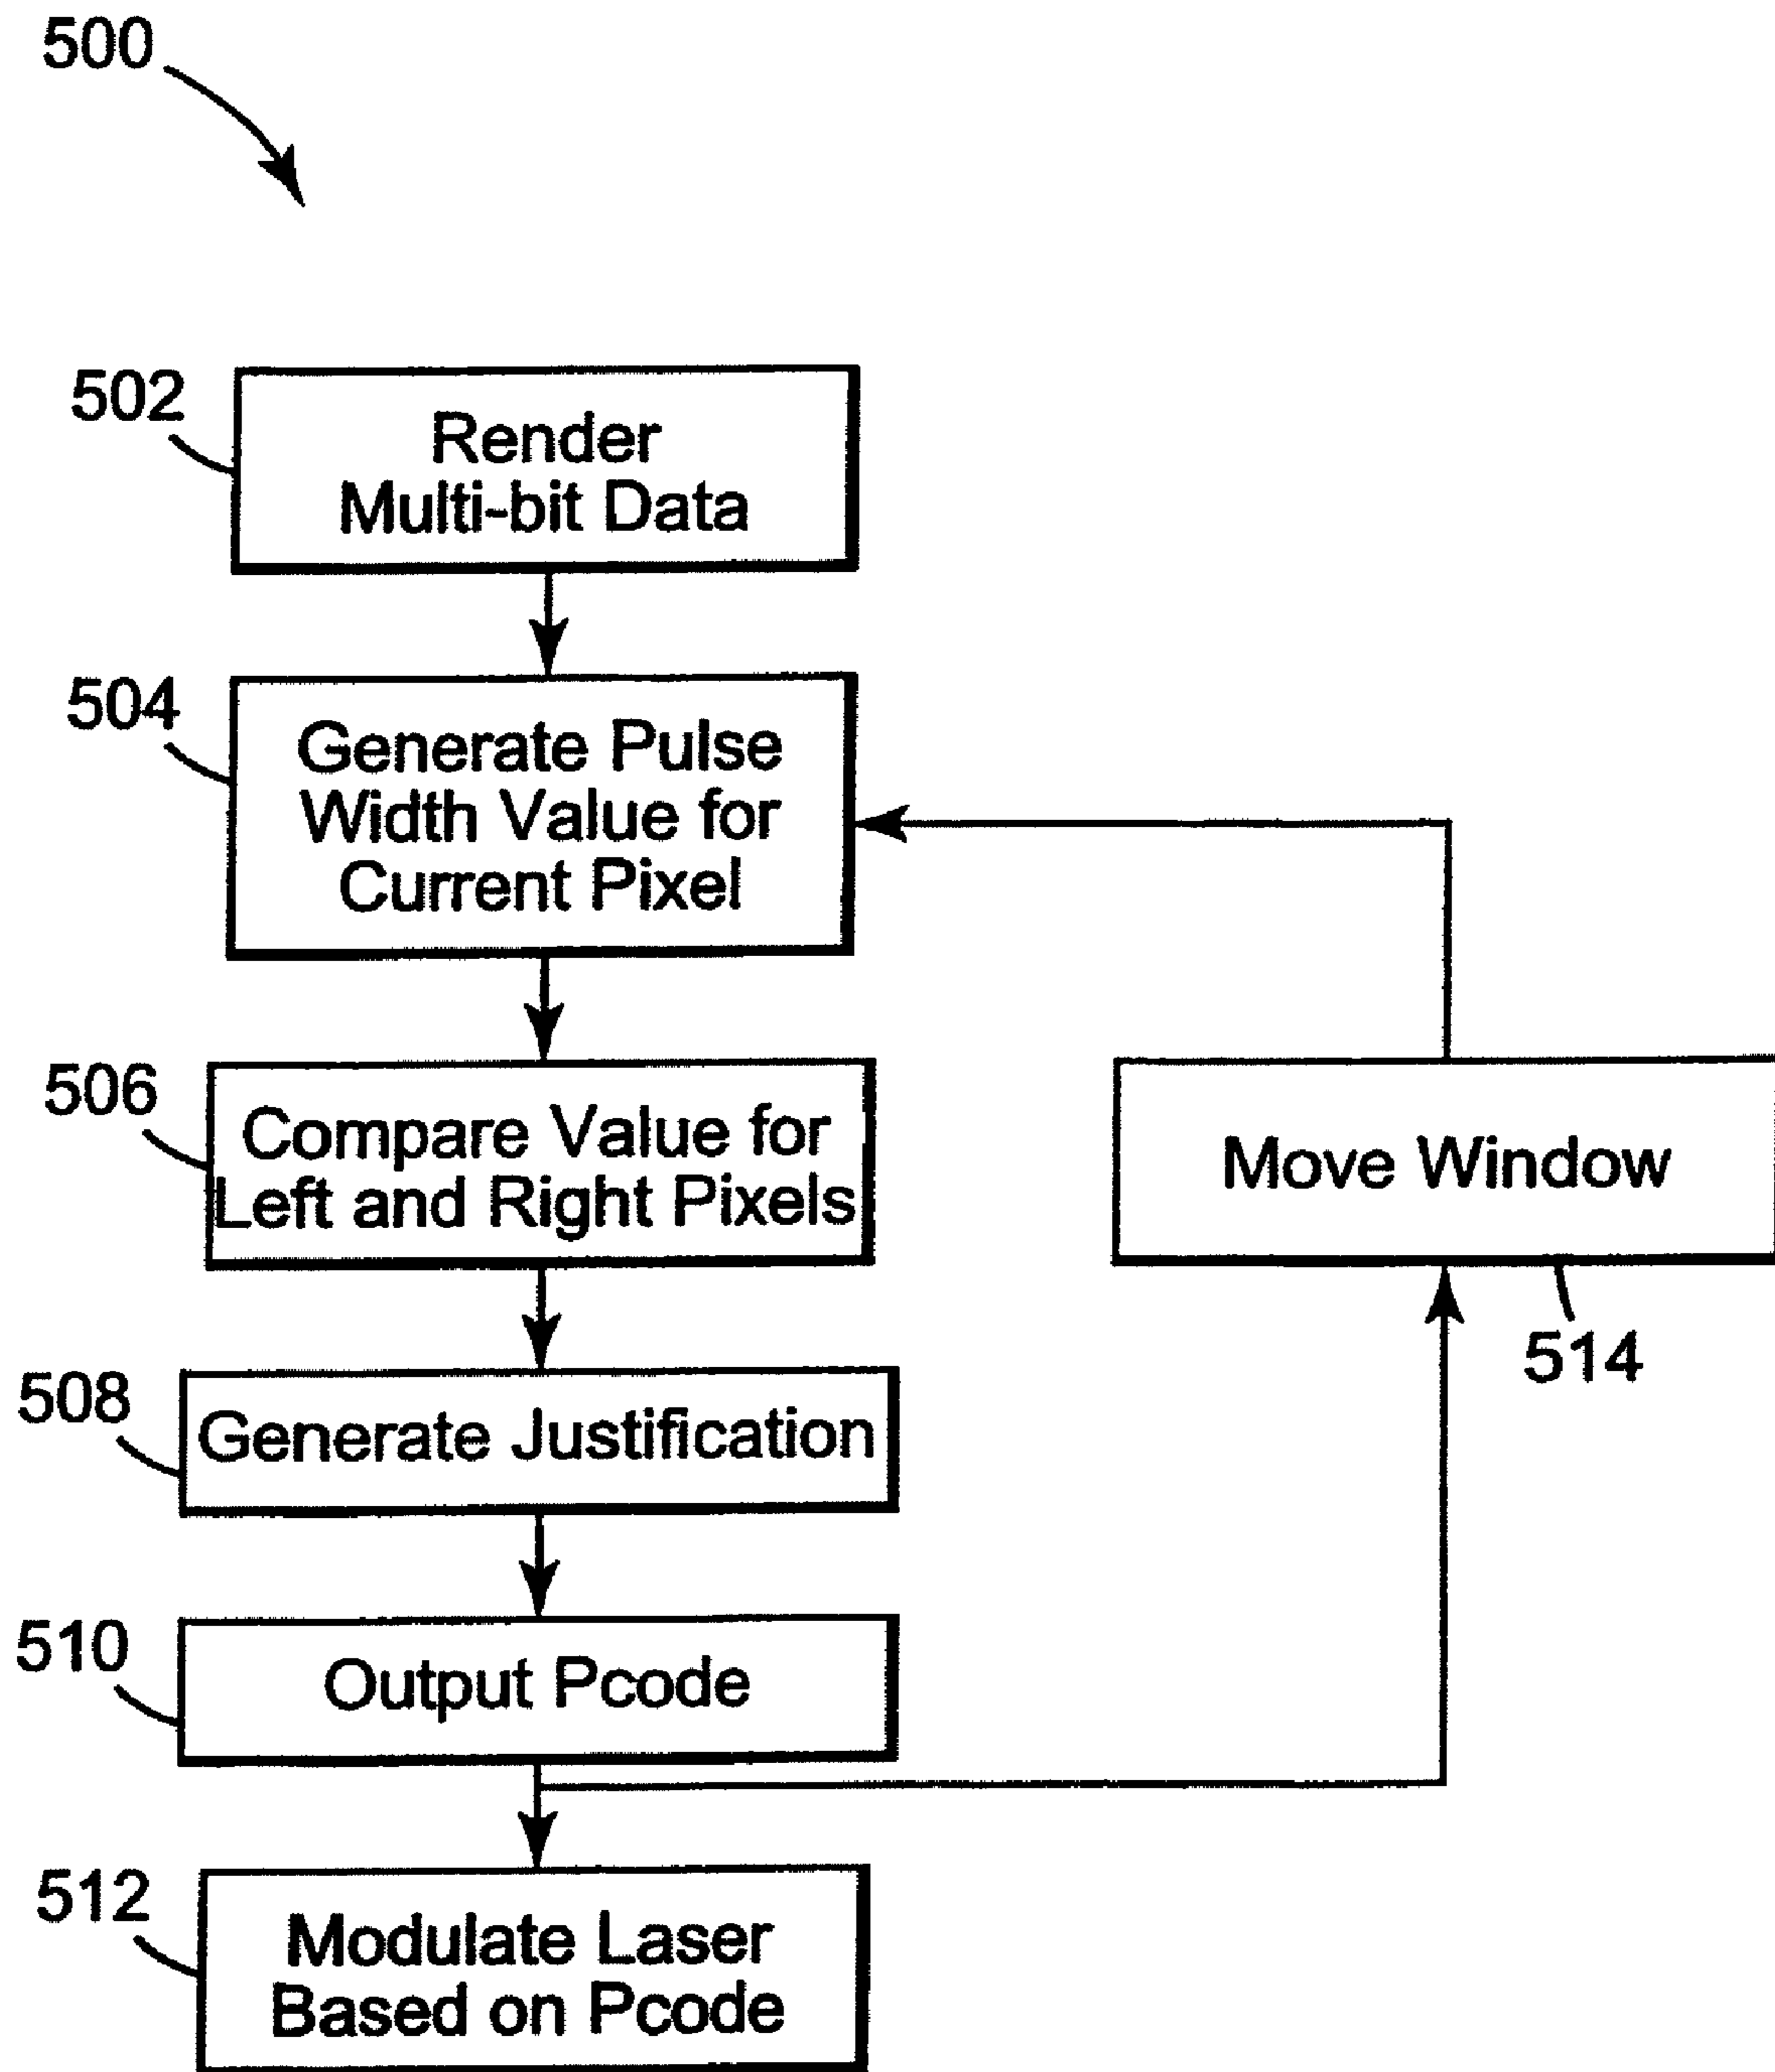 500
502
Render
Multi-bit Data
504
Generate Pulse
Width Value for
Current Pixel
506
Compare Value for
Left and Right Pixels
Move Window
514
508
Generate Justification
510
Output Pcode
512
Modulate Laser
Based on Pcode